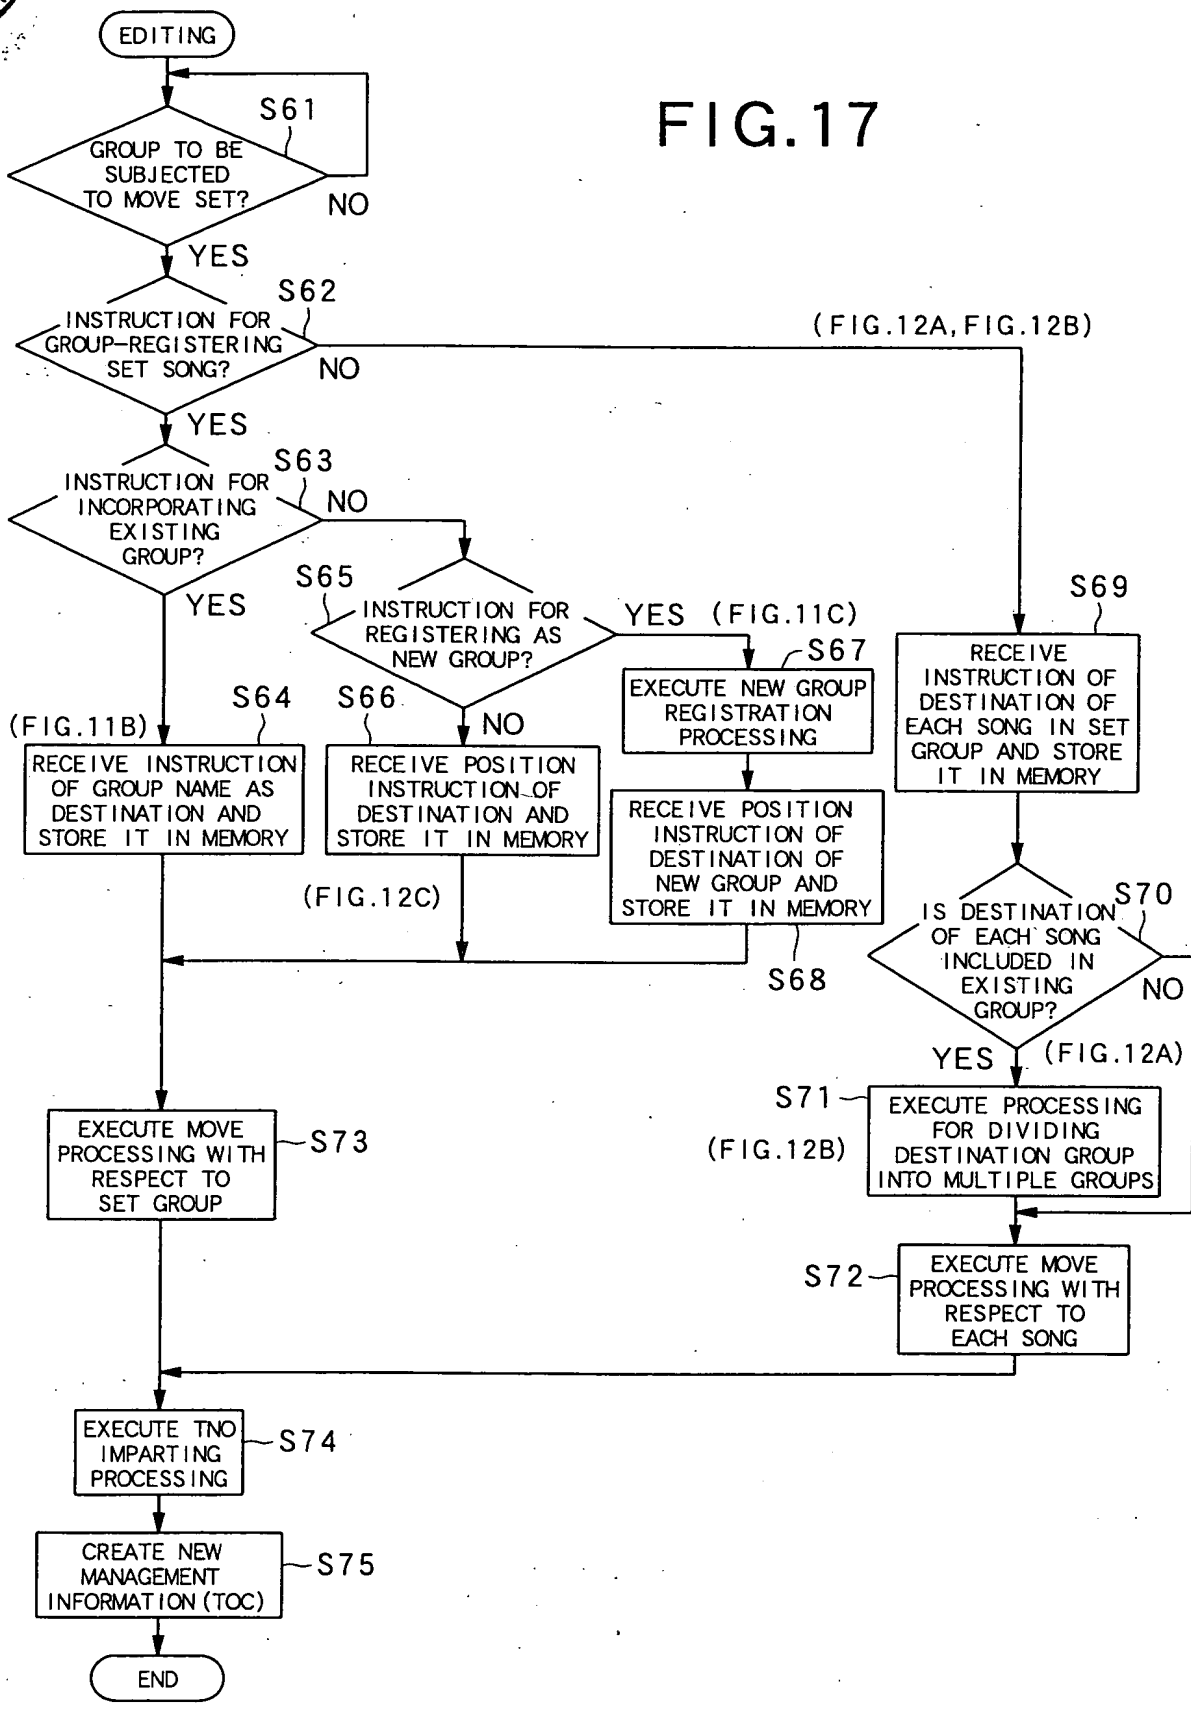 EDITING
FIG.17
S61
GROUP TO BE
SUBJECTED
TO MOVE SET?
NO
YES
S62
INSTRUCTION FOR
GROUP-REGISTERING
SET SONG?
NO
(FIG.12A, FIG.12B)
YES
S63
INSTRUCTION FOR
INCORPORATING
EXISTING
GROUP?
NO
YES
S65
INSTRUCTION FOR
REGISTERING AS
NEW GROUP?
YES (FIG.11C)
NO
S67
EXECUTE NEW GROUP
REGISTRATION
PROCESSING
S69
RECEIVE
INSTRUCTION OF
DESTINATION OF
EACH SONG IN SET
GROUP AND STORE
IT IN MEMORY
(FIG.11B)
S64
RECEIVE INSTRUCTION
OF GROUP NAME AS
DESTINATION AND
STORE IT IN MEMORY
S66
RECEIVE POSITION
INSTRUCTION OF
DESTINATION AND
STORE IT IN MEMORY
(FIG.12C)
RECEIVE POSITION
INSTRUCTION OF
DESTINATION OF
NEW GROUP AND
STORE IT IN MEMORY
S68
S70
IS DESTINATION
OF EACH SONG
INCLUDED IN
EXISTING
GROUP?
NO
YES
(FIG.12A)
S71
(FIG.12B)
EXECUTE PROCESSING
FOR DIVIDING
DESTINATION GROUP
INTO MULTIPLE GROUPS
S73
EXECUTE MOVE
PROCESSING WITH
RESPECT TO
SET GROUP
S72
EXECUTE MOVE
PROCESSING WITH
RESPECT TO
EACH SONG
EXECUTE TNO
IMPARTING
PROCESSING
S74
CREATE NEW
MANAGEMENT
INFORMATION (TOC)
S75
END